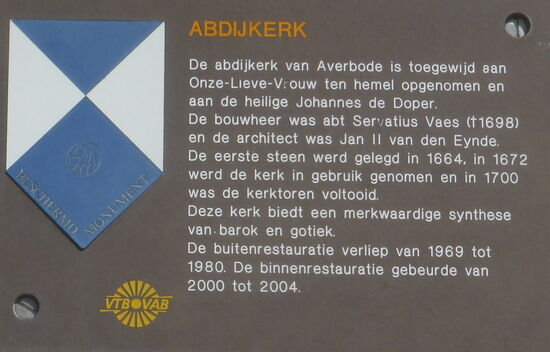 ABDIJKERK
De abdijkerk van Averbode is toegewijd aan
Onze-Lieve-Vrouw ten hemel opgenomen en
aan de heilige Johannes de Doper.
De bouwheer was abt Servatius Vaes (†1698)
en de architect was Jan II van den Eynde.
De eerste steen werd gelegd in 1664, in 1672
werd de kerk in gebruik genomen en in 1700
was de kerktoren voltooid.
Deze kerk biedt een merkwaardige synthese
van barok en gotiek.
De buitenrestauratie verliep van 1969 tot
1980. De binnenrestauratie gebeurde van
2000 tot 2004.
BESCHERMD MONUMENT
VTB VAB